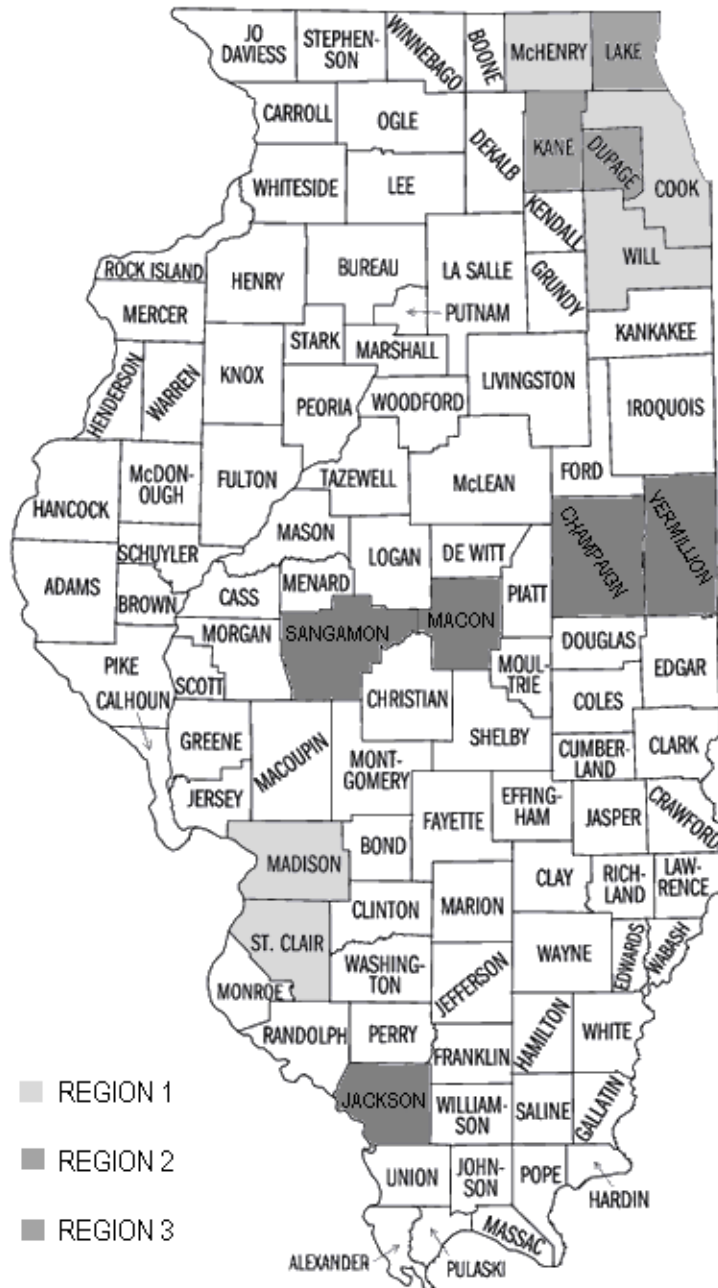 JO
DAVIESS
STEPHEN-
SON
WINNEBAGO
BOONE
McHENRY
LAKE
CARROLL
OGLE
DEKALB
KANE
DUPAGE
COOK
WHITESIDE
LEE
KENDALL
WILL
ROCK ISLAND
HENRY
BUREAU
LA SALLE
GRUNDY
MERCER
PUTNAM
KANKAKEE
STARK
MARSHALL
HENDERSON
WARREN
KNOX
PEORIA
WOODFORD
LIVINGSTON
1ROQUOIS
FORD
HANCOCK
McDON-
OUGH
FULTON
TAZEWELL
McLEAN
MASON
SCHUYLER
LOGAN
DE WITT
CHAMPAIGN
VERMILLION
ADAMS
BROWN
CASS
MENARD
PIATT
MACON
SANGAMON
MORGAN
DOUGLAS
EDGAR
PIKE
SCOTT
CHRISTIAN
MOUL-
TRIE
COLES
CALHOUN
GREENE
MACOUPIN
MONT-
GOMERY
SHELBY
CUMBER-
LAND
CLARK
JERSEY
FAYETTE
EFFING-
HAM
JASPER
CRAWFORD
MADISON
BOND
CLAY
RICH-
LAND
LAW-
RENCE
CLINTON
MARION
ST. CLAIR
WAYNE
EDWARDS
WABASH
WASHING-
TON
JEFFERSON
MONROE
RANDOLPH
PERRY
HAMILTON
WHITE
FRANKLIN
REGION 1
JACKSON
WILLIAM-
SON
SALINE
GALLATIN
REGION 2
UNION
JOHN-
SON
POPE
HARDIN
REGION 3
MASSAC
ALEXANDER
PULASKI